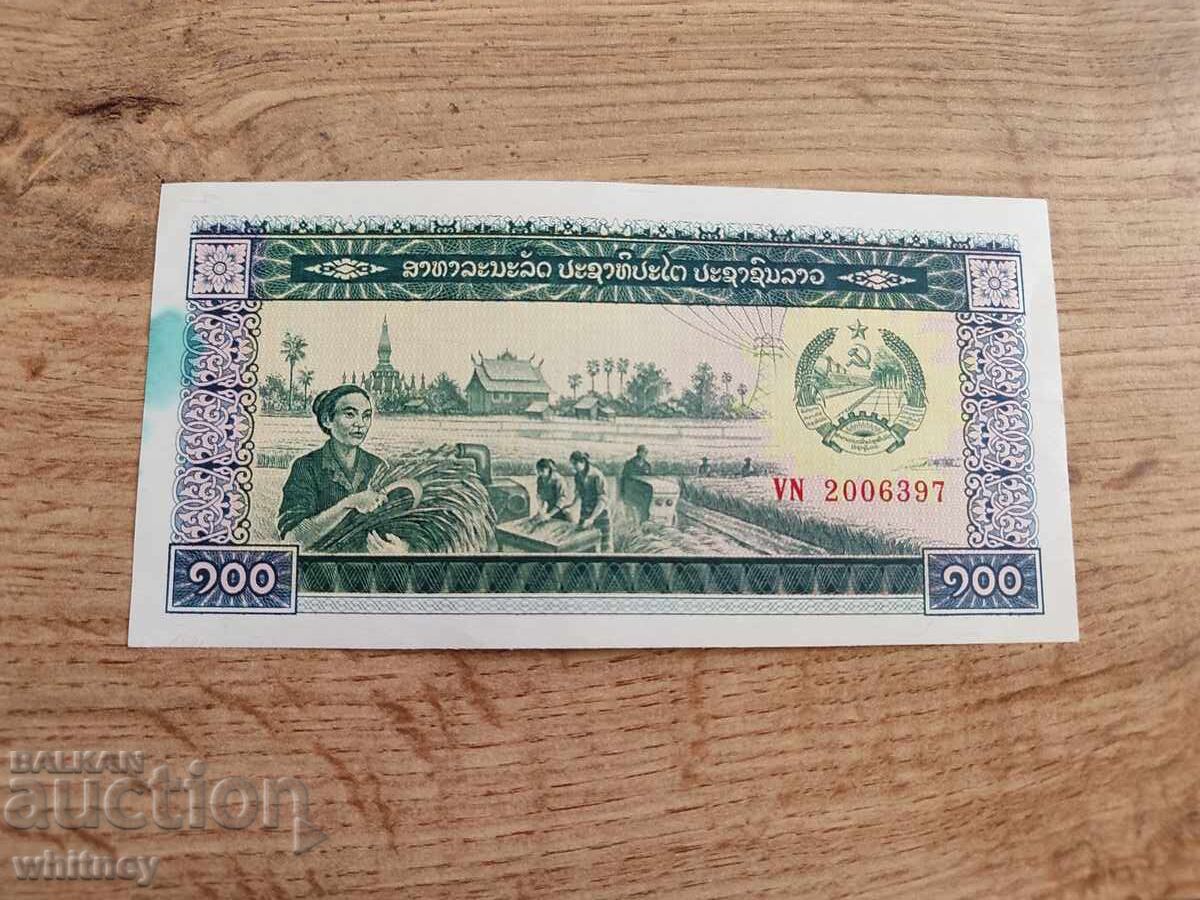 ສາທາລະນະລັດ ປະຊາທິປະໄຕ ປະຊາຊົນລາວ
VN 2006397
໑໐໐
໑໐໐
BALKAN
auction
whitney